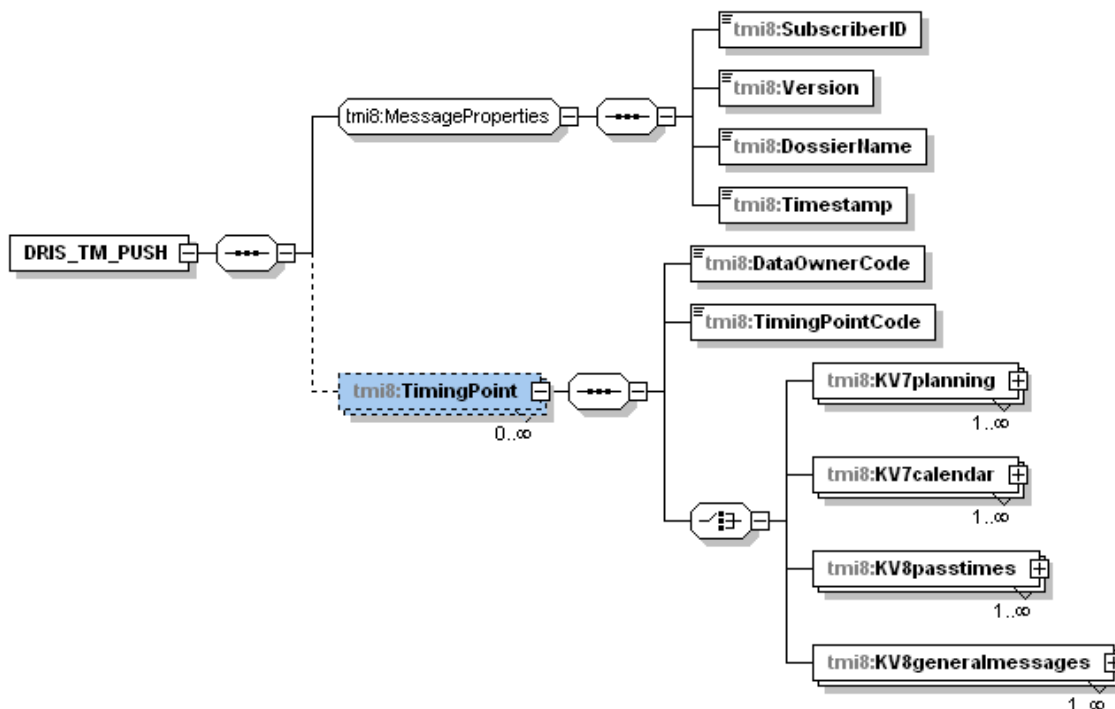 tmi8:SubscriberID
tmi8:Version
tmi8:MessageProperties
tmi8:DossierName
tmi8:Timestamp
DRIS_TM_PUSH
tmi8:DataOwnerCode
tmi8:TimingPointCode
tmi8:TimingPoint
0..∞
tmi8:KV7planning
1..∞
tmi8:KV7calendar
1..∞
tmi8:KV8passtimes
1..∞
tmi8:KV8generalmessages
1..∞